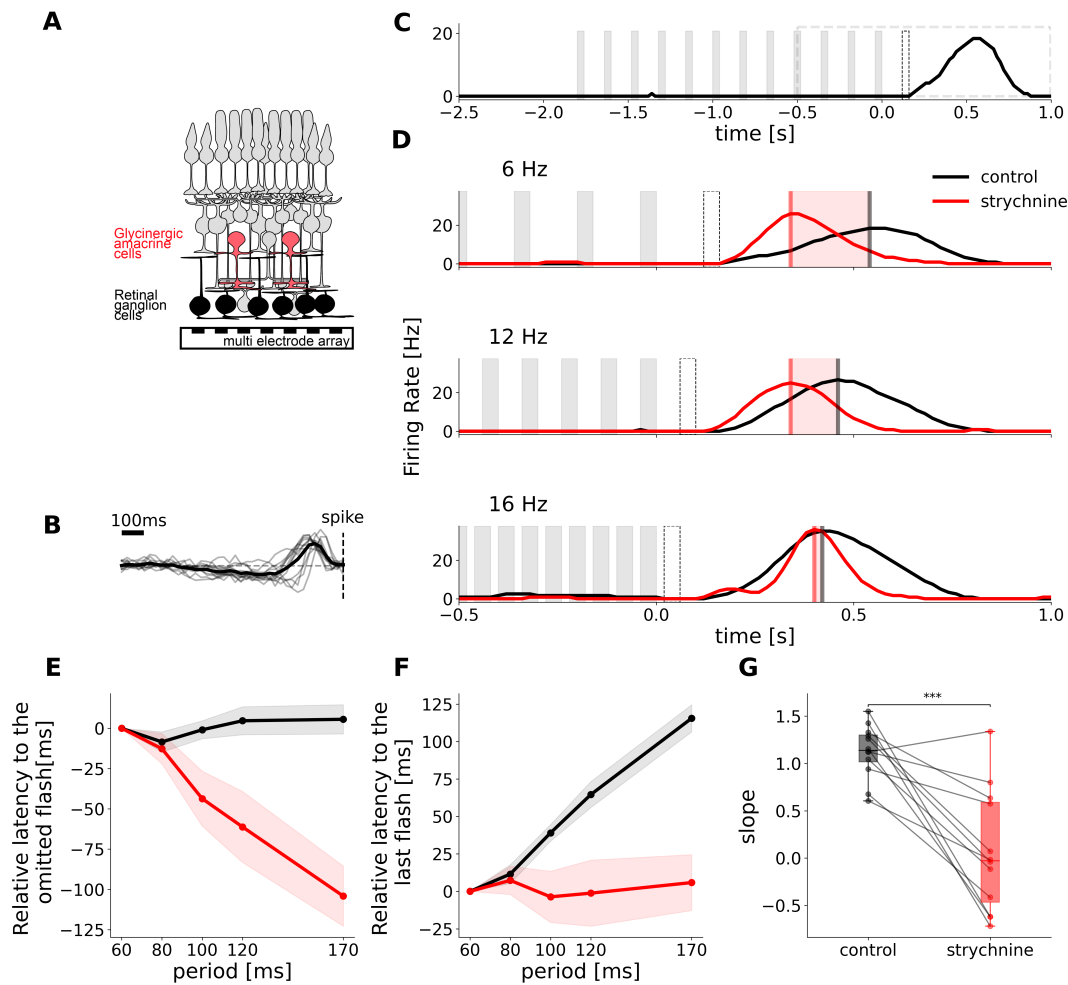 A
Glycinergic
amacrine
cells
Retinal
ganglion
cells
multi electrode array
B
100ms
spike
C
20
0
−2.5
−2.0
−1.5
−1.0
−0.5
0.0
0.5
1.0
time [s]
D
6 Hz
control
strychnine
20
0
12 Hz
20
0
16 Hz
20
0
Firing Rate [Hz]
−0.5
0.0
0.5
1.0
time [s]
E
Relative latency to the
omitted flash[ms]
0
−25
−50
−75
−100
−125
60
80
100
120
170
period [ms]
F
Relative latency to the
last flash [ms]
125
100
75
50
25
0
−25
60
80
100
120
170
period [ms]
G
***
slope
1.5
1.0
0.5
0.0
−0.5
control
strychnine